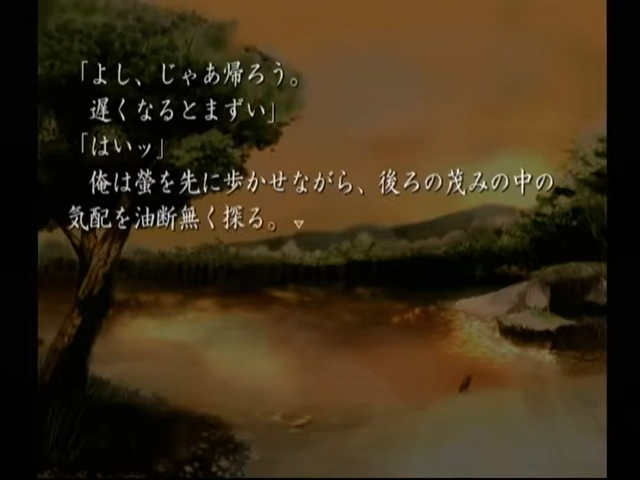 「よし、じゃあ帰ろう。
遅くなるとまずい」
「はいッ」
俺は螢を先に歩かせながら、後ろの茂みの中の
気配を油断無く探る。